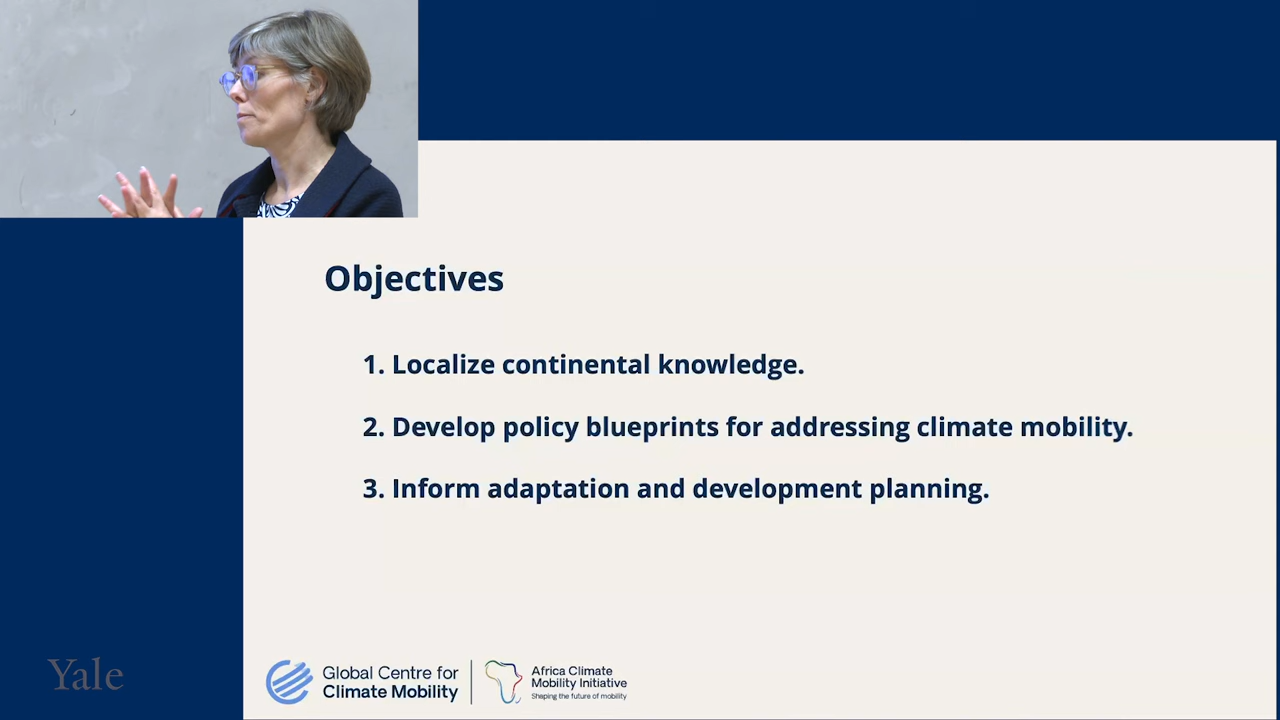 Objectives
1. Localize continental knowledge.
2. Develop policy blueprints for addressing climate mobility.
3. Inform adaptation and development planning.
Yale
Global Centre for
Climate Mobility
Africa Climate
Mobility Initiative
Shaping the future of mobility